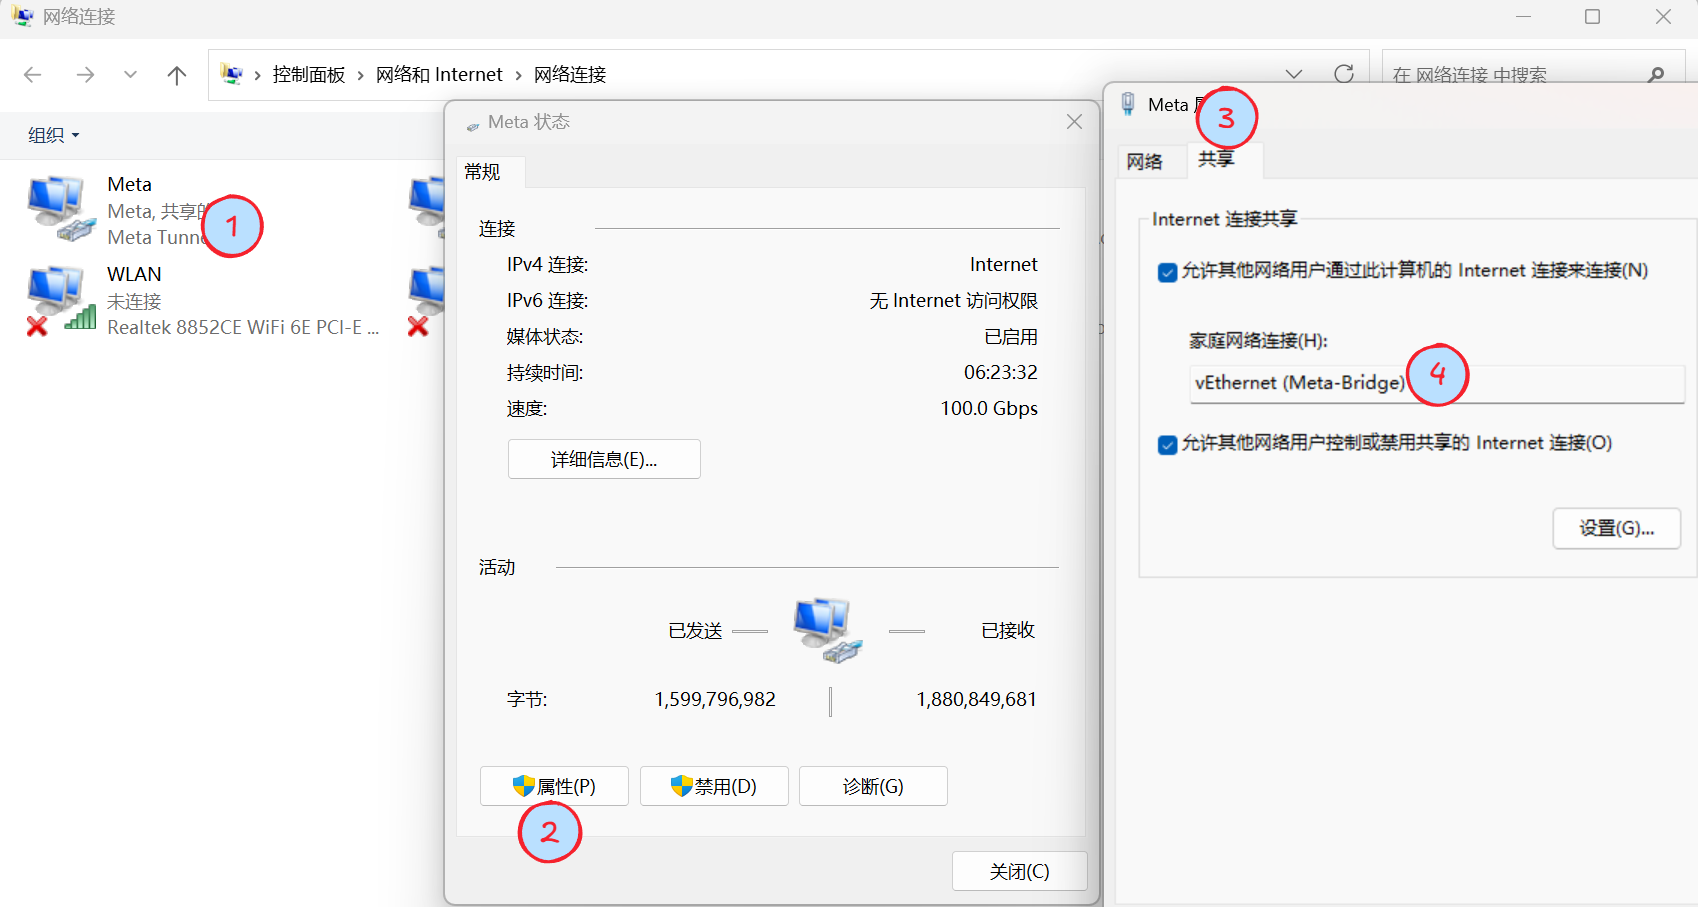 网络连接
控制面板 › 网络和 Internet › 网络连接
在 网络连接 中搜索
组织
Meta
Meta, 共享
Meta Tunn
1
WLAN
未连接
Realtek 8852CE WiFi 6E PCI-E ...
Meta 状态
常规
连接
IPv4 连接: Internet
IPv6 连接: 无 Internet 访问权限
媒体状态: 已启用
持续时间: 06:23:32
速度: 100.0 Gbps
详细信息(E)...
活动
已发送 已接收
字节: 1,599,796,982 1,880,849,681
属性(P) 禁用(D) 诊断(G)
2
关闭(C)
Meta
3
网络 共享
Internet 连接共享
允许其他网络用户通过此计算机的 Internet 连接来连接(N)
家庭网络连接(H):
vEthernet (Meta-Bridge)
4
允许其他网络用户控制或禁用共享的 Internet 连接(O)
设置(G)...